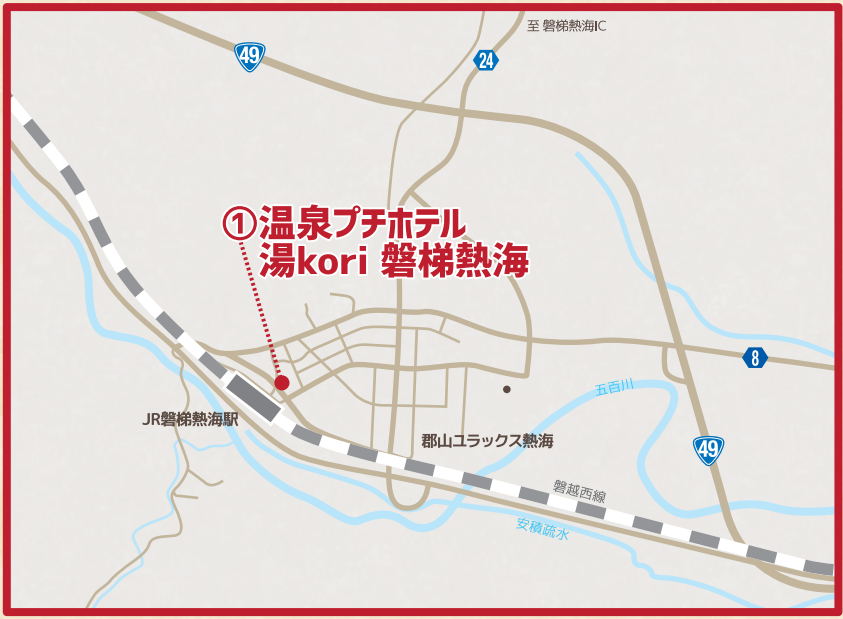 至 磐梯熱海IC
49
24
①温泉プチホテル
湯kori 磐梯熱海
8
五百川
JR磐梯熱海駅
郡山ユラックス熱海
49
磐越西線
安積疏水